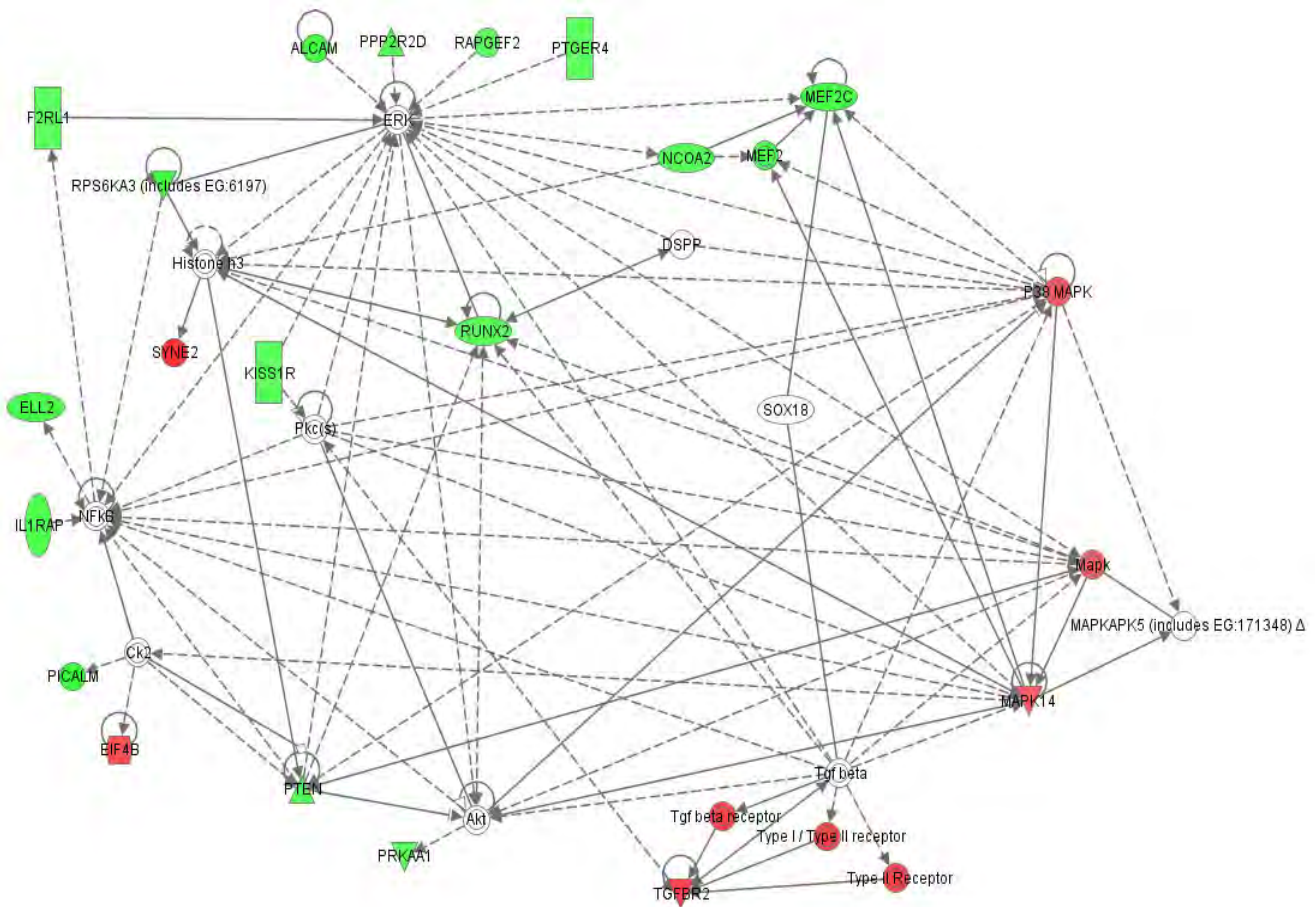 ALCAM
PPP2R2D
RAPGEF2
PTGER4
F2RL1
ERK
MEF2C
RPS6KA3 (includes EG:6197)
NCOA2
MEF2
Histone h3
DSPP
P38 MAPK
SYNE2
RUNX2
KISS1R
ELL2
Pkc(s)
SOX18
IL1RAP
NFkB
Mapk
MAPKAPK5 (includes EG:171348) Δ
Ck2
PICALM
MAPK14
EIF4B
PTEN
Tgf beta
Akt
Tgf beta receptor
Type I / Type II receptor
PRKAA1
TGFBR2
Type II Receptor